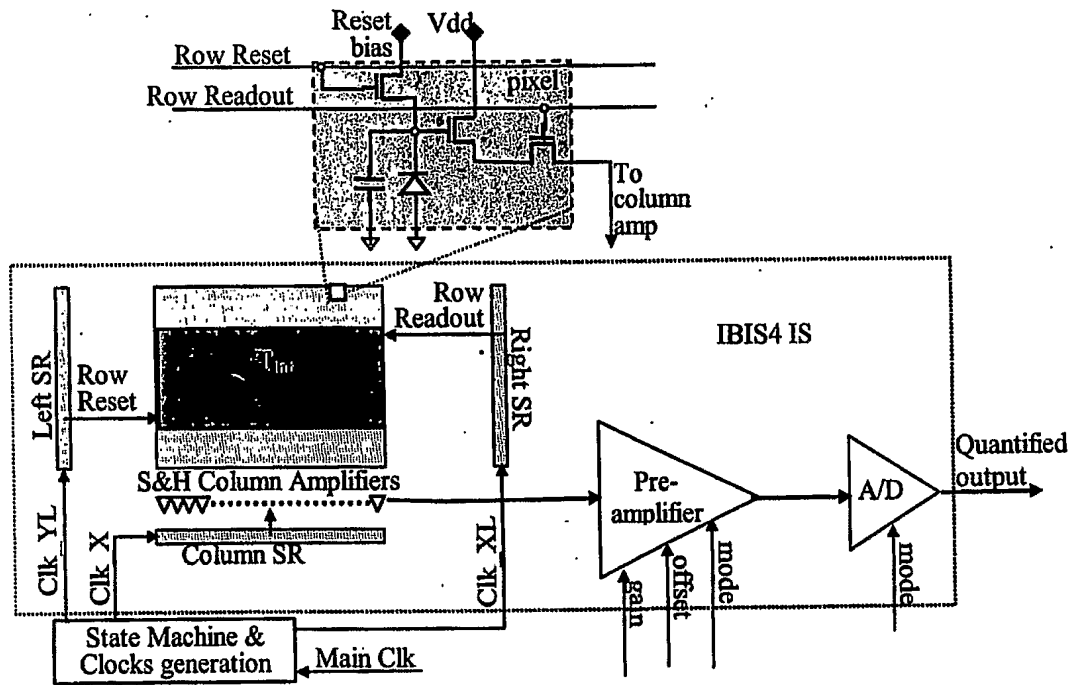 Reset
bias
Vdd
Row Reset
Row Readout
pixel
To
column
amp
Row
Readout
IBIS4 IS
Left SR
Row
Reset
Tint
Right SR
S&H Column Amplifiers
Column SR
Pre-
amplifier
A/D
Quantified
output
Clk YL
Clk X
Clk XL
gain
offset
mode
mode
State Machine &
Clocks generation
Main Clk